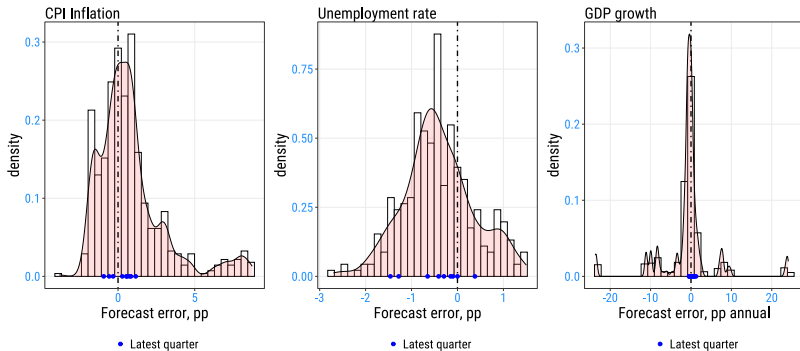 CPI Inflation
0.3
0.2
0.1
0.0
density
0
5
Forecast error, pp
Latest quarter
Unemployment rate
0.75
0.50
0.25
0.00
density
-3
-2
-1
0
1
Forecast error, pp
Latest quarter
GDP growth
0.3
0.2
0.1
0.0
density
-20
-10
0
10
20
Forecast error, pp annual
Latest quarter